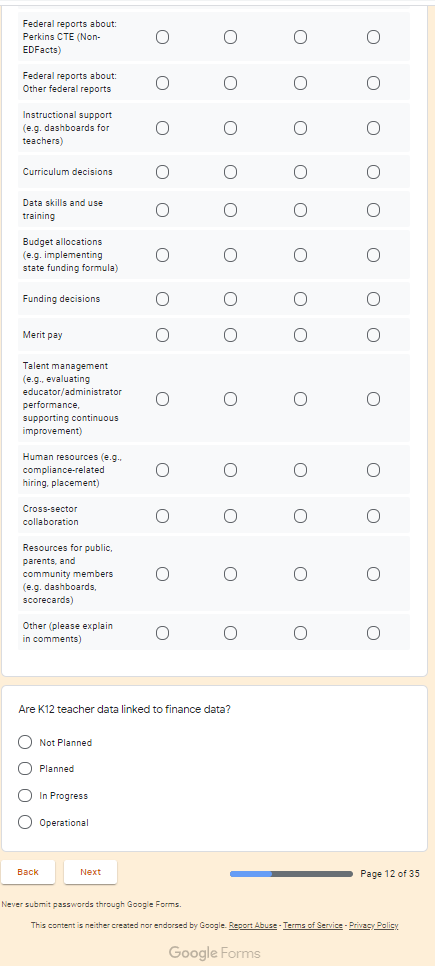 Federal reports about:
Perkins CTE (Non-
EDFacts)
Federal reports about:
Other federal reports
Instructional support
(e.g. dashboards for
teachers)
Curriculum decisions
Data skills and use
training
Budget allocations
(e.g. implementing
state funding formula)
Funding decisions
Merit pay
Talent management
(e.g., evaluating
educator/administrator
performance,
supporting continuous
improvement)
Human resources (e.g.,
compliance-related
hiring, placement)
Cross-sector
collaboration
Resources for public,
parents, and
community members
(e.g. dashboards,
scorecards)
Other (please explain
in comments)
Are K12 teacher data linked to finance data?
Not Planned
Planned
In Progress
Operational
Back Next Page 12 of 35
Never submit passwords through Google Forms.
This content is neither created nor endorsed by Google. Report Abuse - Terms of Service - Privacy Policy
Google Forms